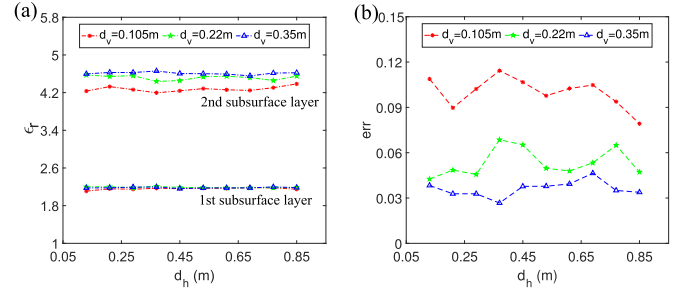 (a)
5.8
5
4.2
3.4
2.6
1.8
1
ϵr
d_v=0.105m d_v=0.22m d_v=0.35m
2nd subsurface layer
1st subsurface layer
0.05 0.25 0.45 0.65 0.85
d_h (m)
(b)
0.15
0.12
0.09
0.06
0.03
0
err
d_v=0.105m d_v=0.22m d_v=0.35m
0.05 0.25 0.45 0.65 0.85
d_h (m)